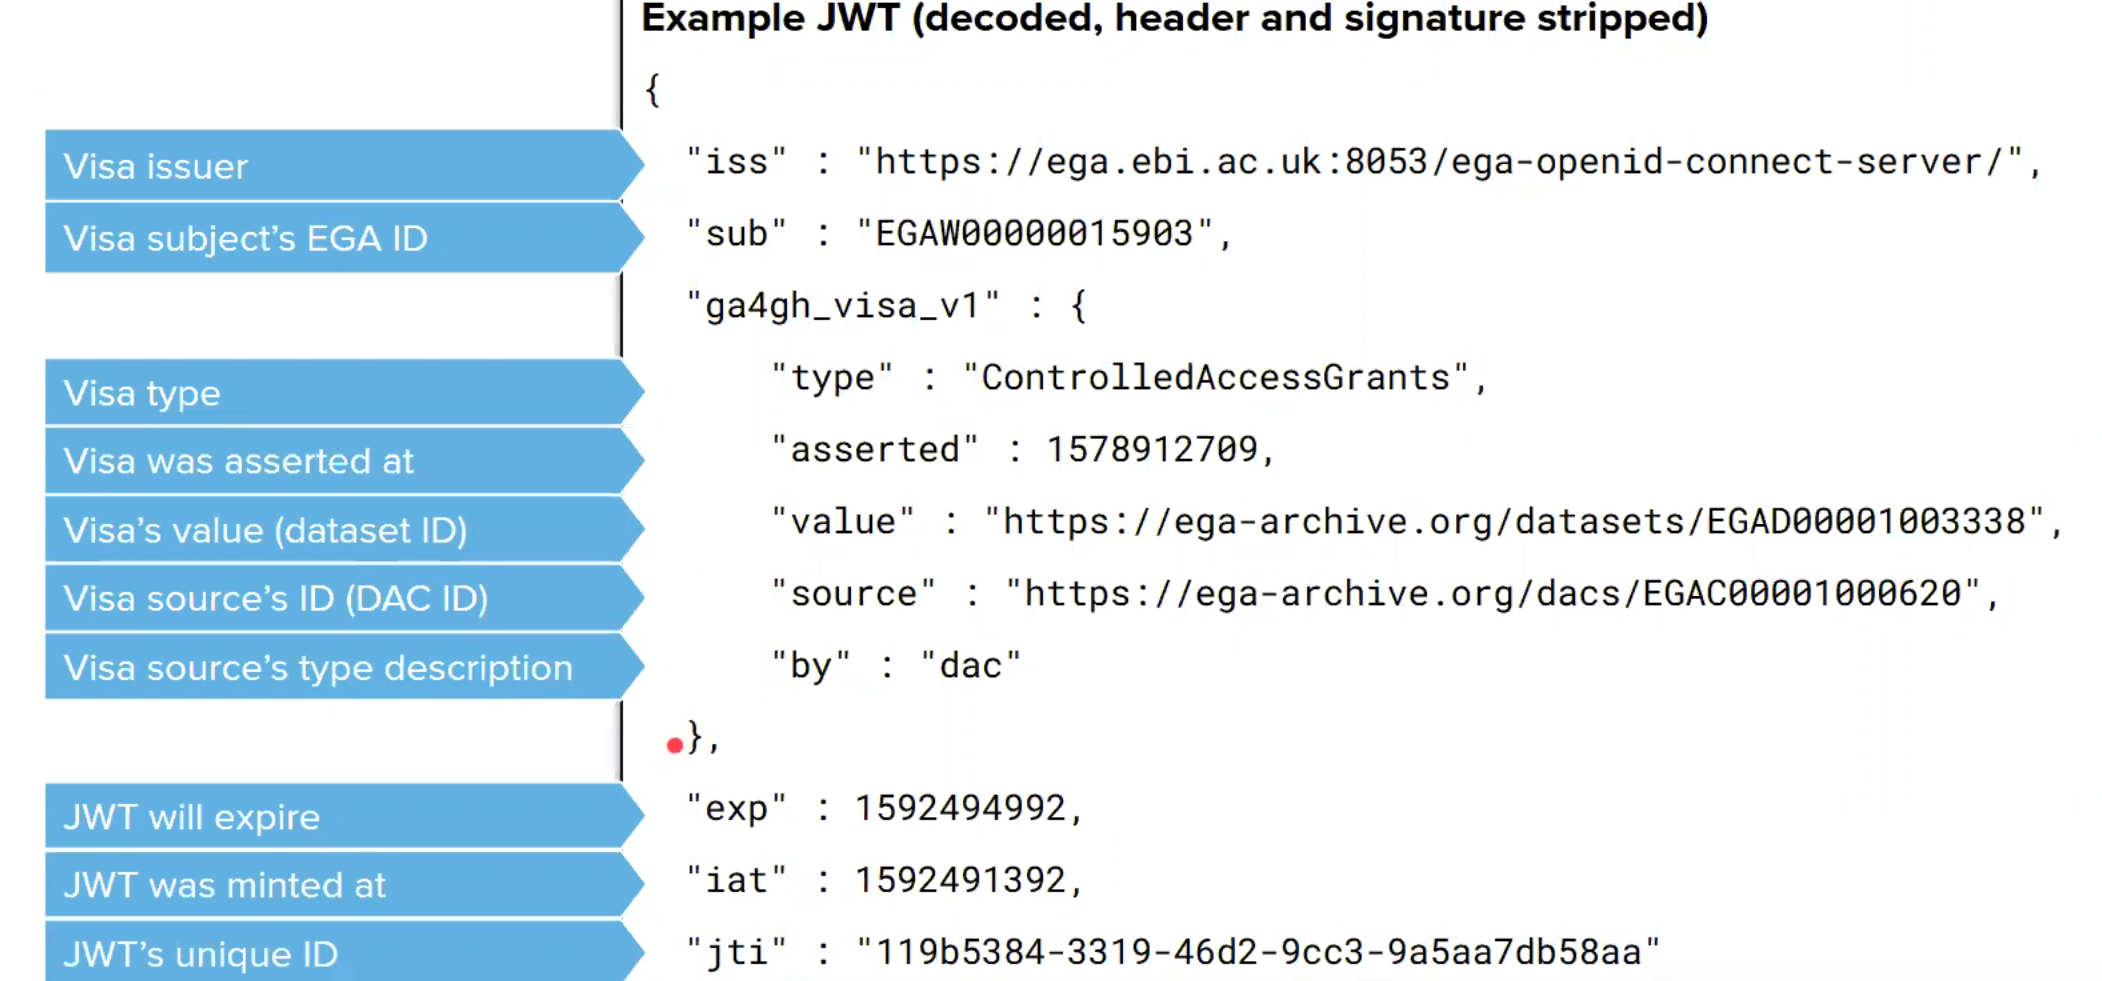 Example JWT (decoded, header and signature stripped)
{
Visa issuer
"iss" : "https://ega.ebi.ac.uk:8053/ega-openid-connect-server/",
Visa subject’s EGA ID
"sub" : "EGAW00000015903",
"ga4gh_visa_v1" : {
Visa type
"type" : "ControlledAccessGrants",
Visa was asserted at
"asserted" : 1578912709,
Visa’s value (dataset ID)
"value" : "https://ega-archive.org/datasets/EGAD00001003338",
Visa source’s ID (DAC ID)
"source" : "https://ega-archive.org/dacs/EGAC00001000620",
Visa source’s type description
"by" : "dac"
},
JWT will expire
"exp" : 1592494992,
JWT was minted at
"iat" : 1592491392,
JWT’s unique ID
"jti" : "119b5384-3319-46d2-9cc3-9a5aa7db58aa"